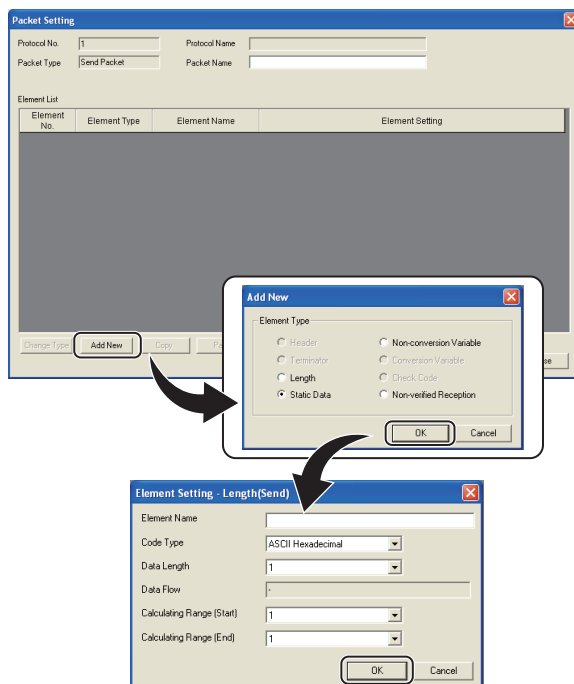 Packet Setting
Protocol No. 1 Protocol Name
Packet Type Send Packet Packet Name
Element List
Element No. Element Type Element Name Element Setting
Change Type Add New Copy Pa
se
Add New
Element Type
Header Non-conversion Variable
Terminator Conversion Variable
Length Check Code
Static Data Non-verified Reception
OK Cancel
Element Setting - Length(Send)
Element Name
Code Type ASCII Hexadecimal
Data Length 1
Data Flow -
Calculating Range (Start) 1
Calculating Range (End) 1
OK Cancel